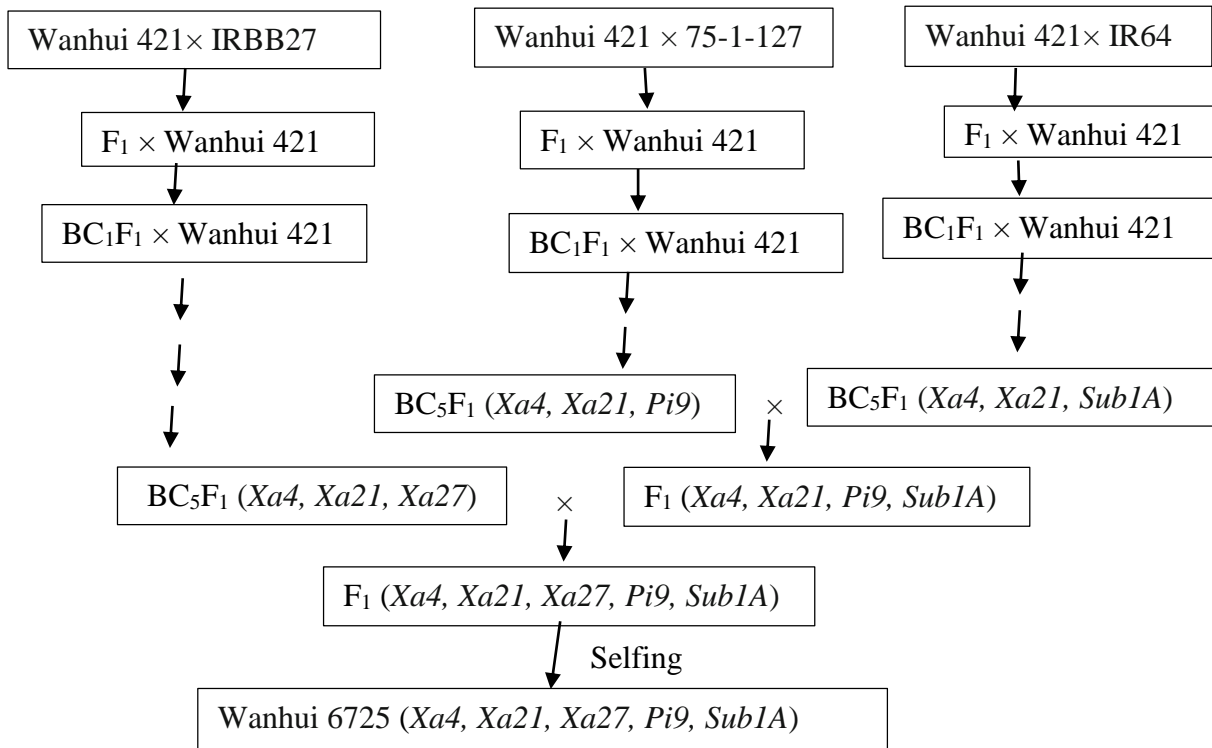 Wanhui 421× IRBB27
Wanhui 421 × 75-1-127
Wanhui 421× IR64
F₁ × Wanhui 421
F₁ × Wanhui 421
F₁ × Wanhui 421
BC₁F₁ × Wanhui 421
BC₁F₁ × Wanhui 421
BC₁F₁ × Wanhui 421
BC₅F₁ (Xa4, Xa21, Pi9)
×
BC₅F₁ (Xa4, Xa21, Sub1A)
BC₅F₁ (Xa4, Xa21, Xa27)
×
F₁ (Xa4, Xa21, Pi9, Sub1A)
F₁ (Xa4, Xa21, Xa27, Pi9, Sub1A)
Selfing
Wanhui 6725 (Xa4, Xa21, Xa27, Pi9, Sub1A)